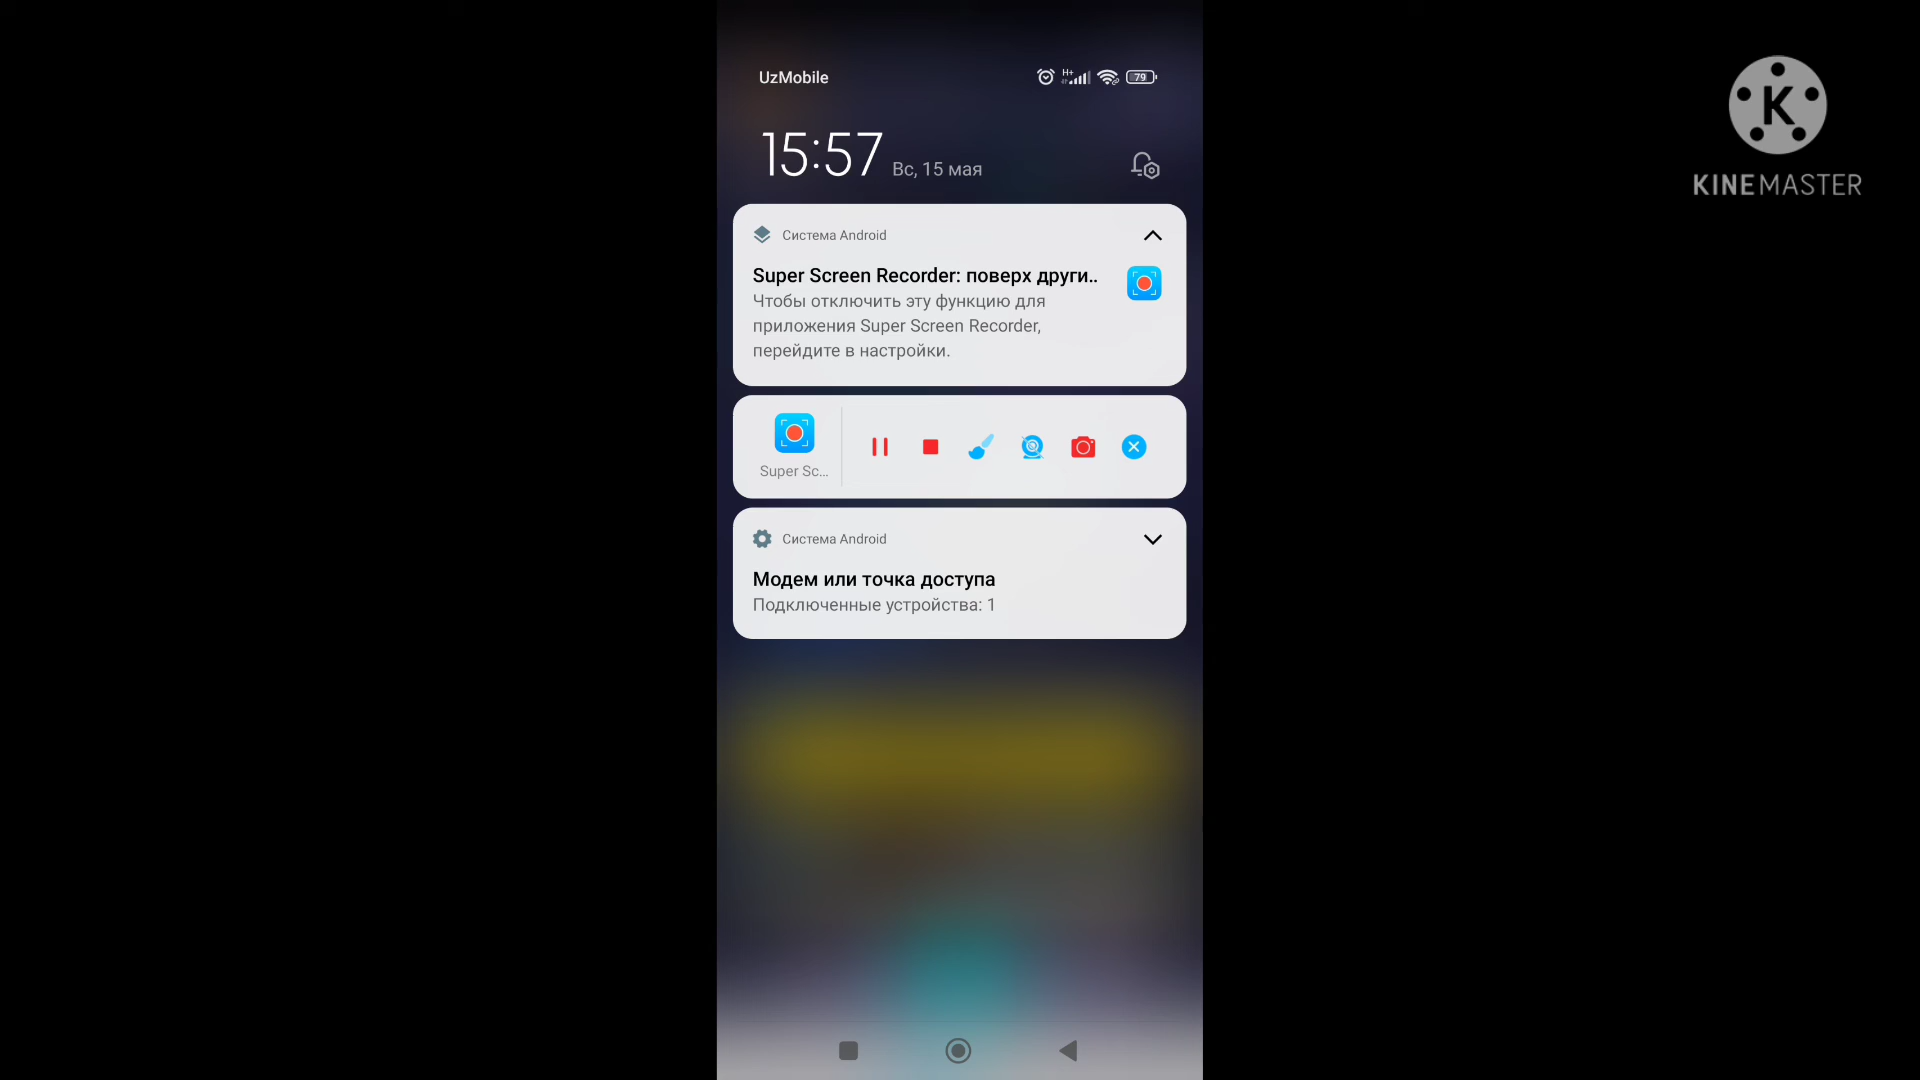 UzMobile
H+
79
K
KINEMASTER
15:57 Вс, 15 мая
Система Android
Super Screen Recorder: поверх други..
Чтобы отключить эту функцию для
приложения Super Screen Recorder,
перейдите в настройки.
Super Sc...
Система Android
Модем или точка доступа
Подключенные устройства: 1